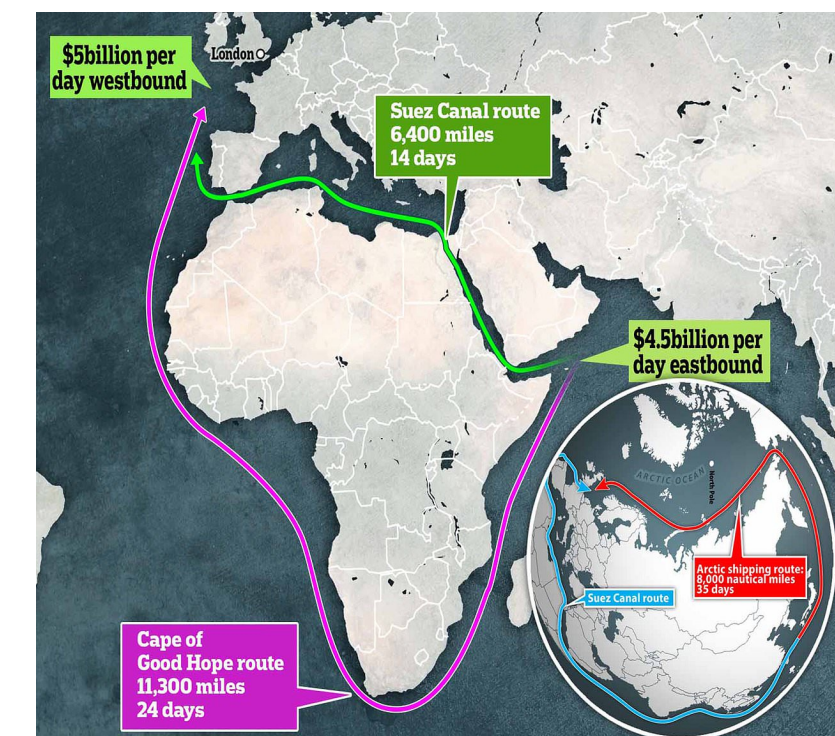 $5billion per
day westbound
London
Suez Canal route
6,400 miles
14 days
$4.5billion per
day eastbound
ARCTIC OCEAN
North Pole
Arctic shipping route:
8,000 nautical miles
35 days
Suez Canal route
Cape of
Good Hope route
11,300 miles
24 days